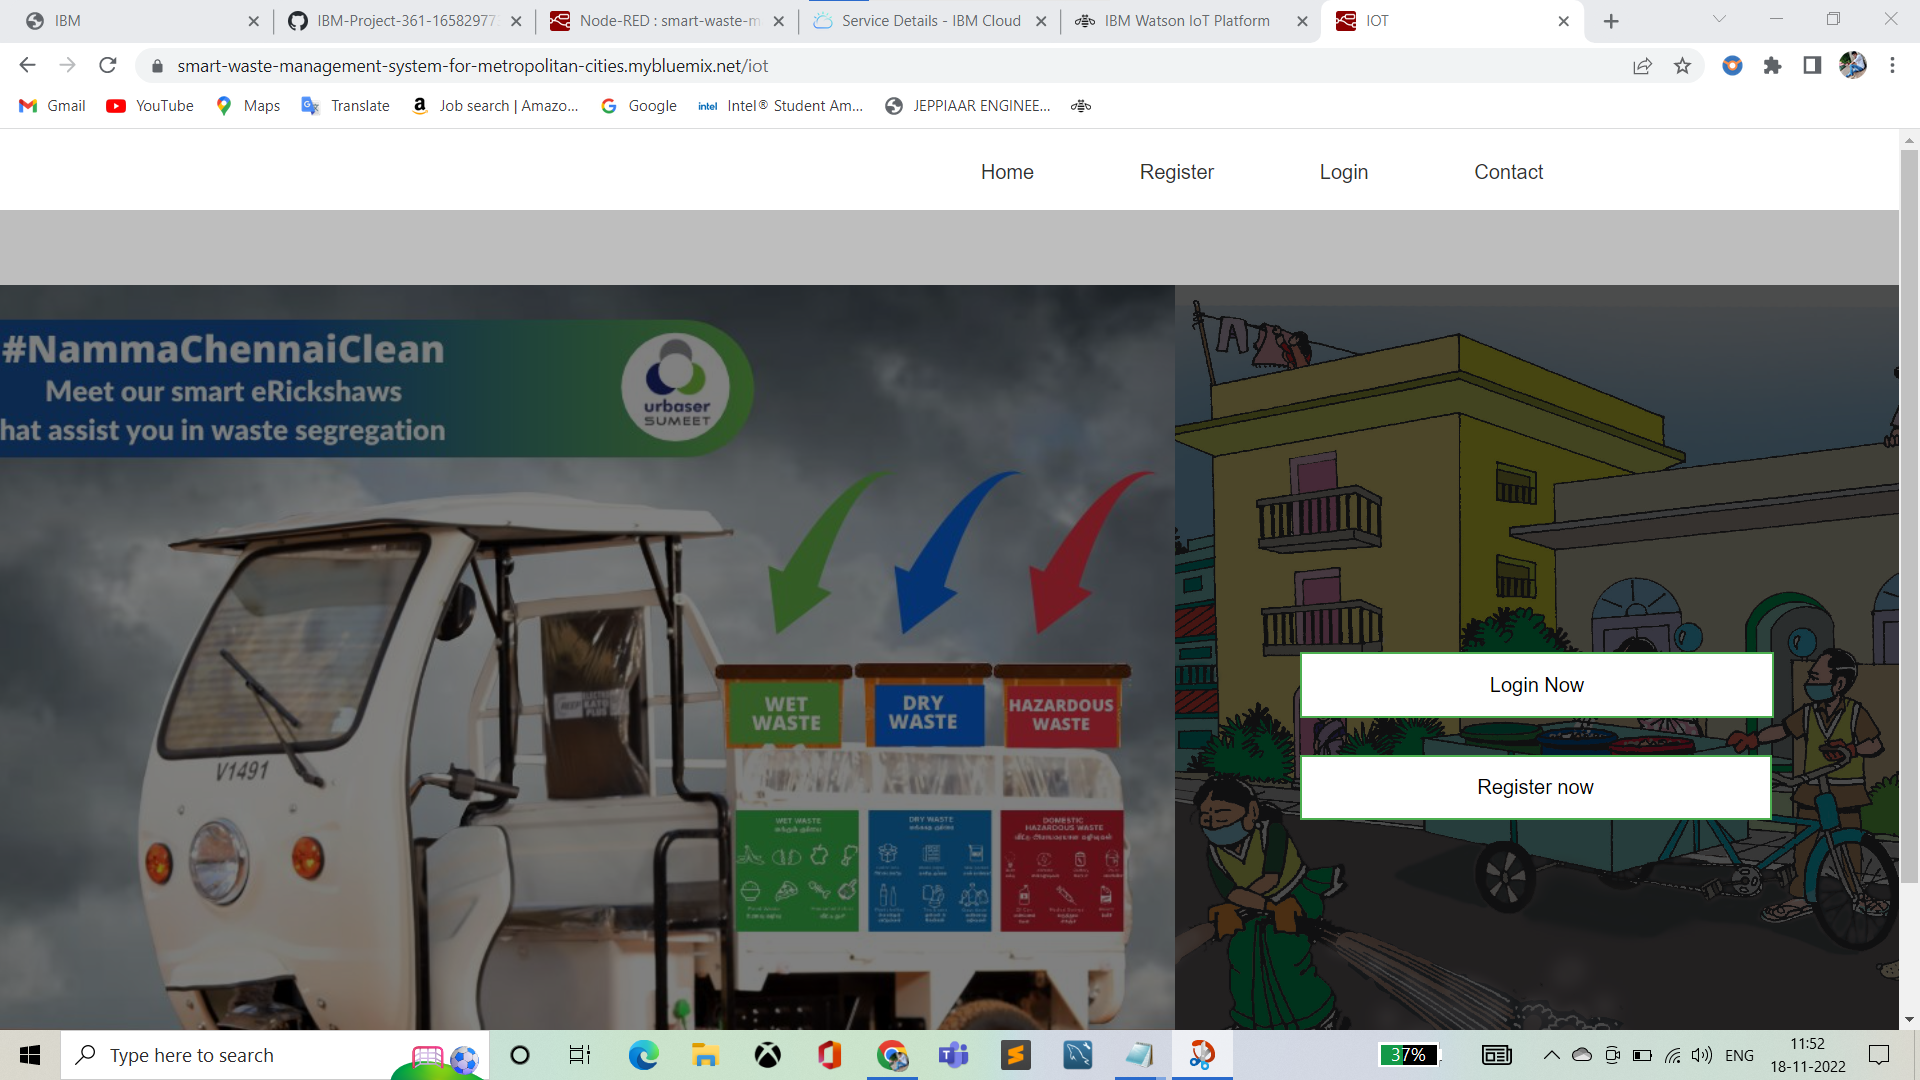 IBM
IBM-Project-361-16582977
Node-RED : smart-waste-m
Service Details - IBM Cloud
IBM Watson IoT Platform
IOT
smart-waste-management-system-for-metropolitan-cities.mybluemix.net/iot
Gmail
YouTube
Maps
Translate
Job search | Amazo...
Google
intel
Intel® Student Am...
JEPPIAAR ENGINEE...
Home
Register
Login
Contact
#NammaChennaiClean
Meet our smart eRickshaws
hat assist you in waste segregation
urbaser
SUMEET
WET
WASTE
DRY
WASTE
HAZARDOUS
WASTE
V1491
WET WASTE
DRY WASTE
DOMESTIC
HAZARDOUS WASTE
Login Now
Register now
Type here to search
37%
ENG
11:52
18-11-2022